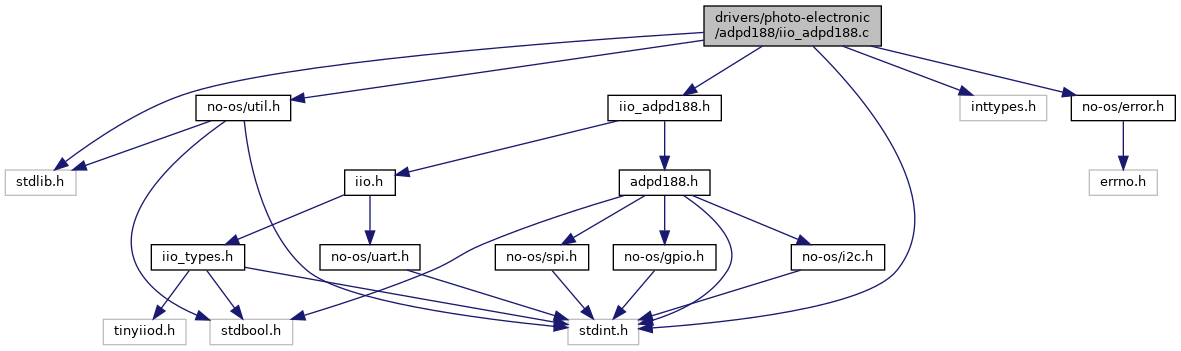 drivers/photo-electronic
/adpd188/iio_adpd188.c
no-os/util.h
iio_adpd188.h
inttypes.h
no-os/error.h
stdlib.h
iio.h
adpd188.h
errno.h
iio_types.h
no-os/uart.h
no-os/spi.h
no-os/gpio.h
no-os/i2c.h
tinyiiod.h
stdbool.h
stdint.h